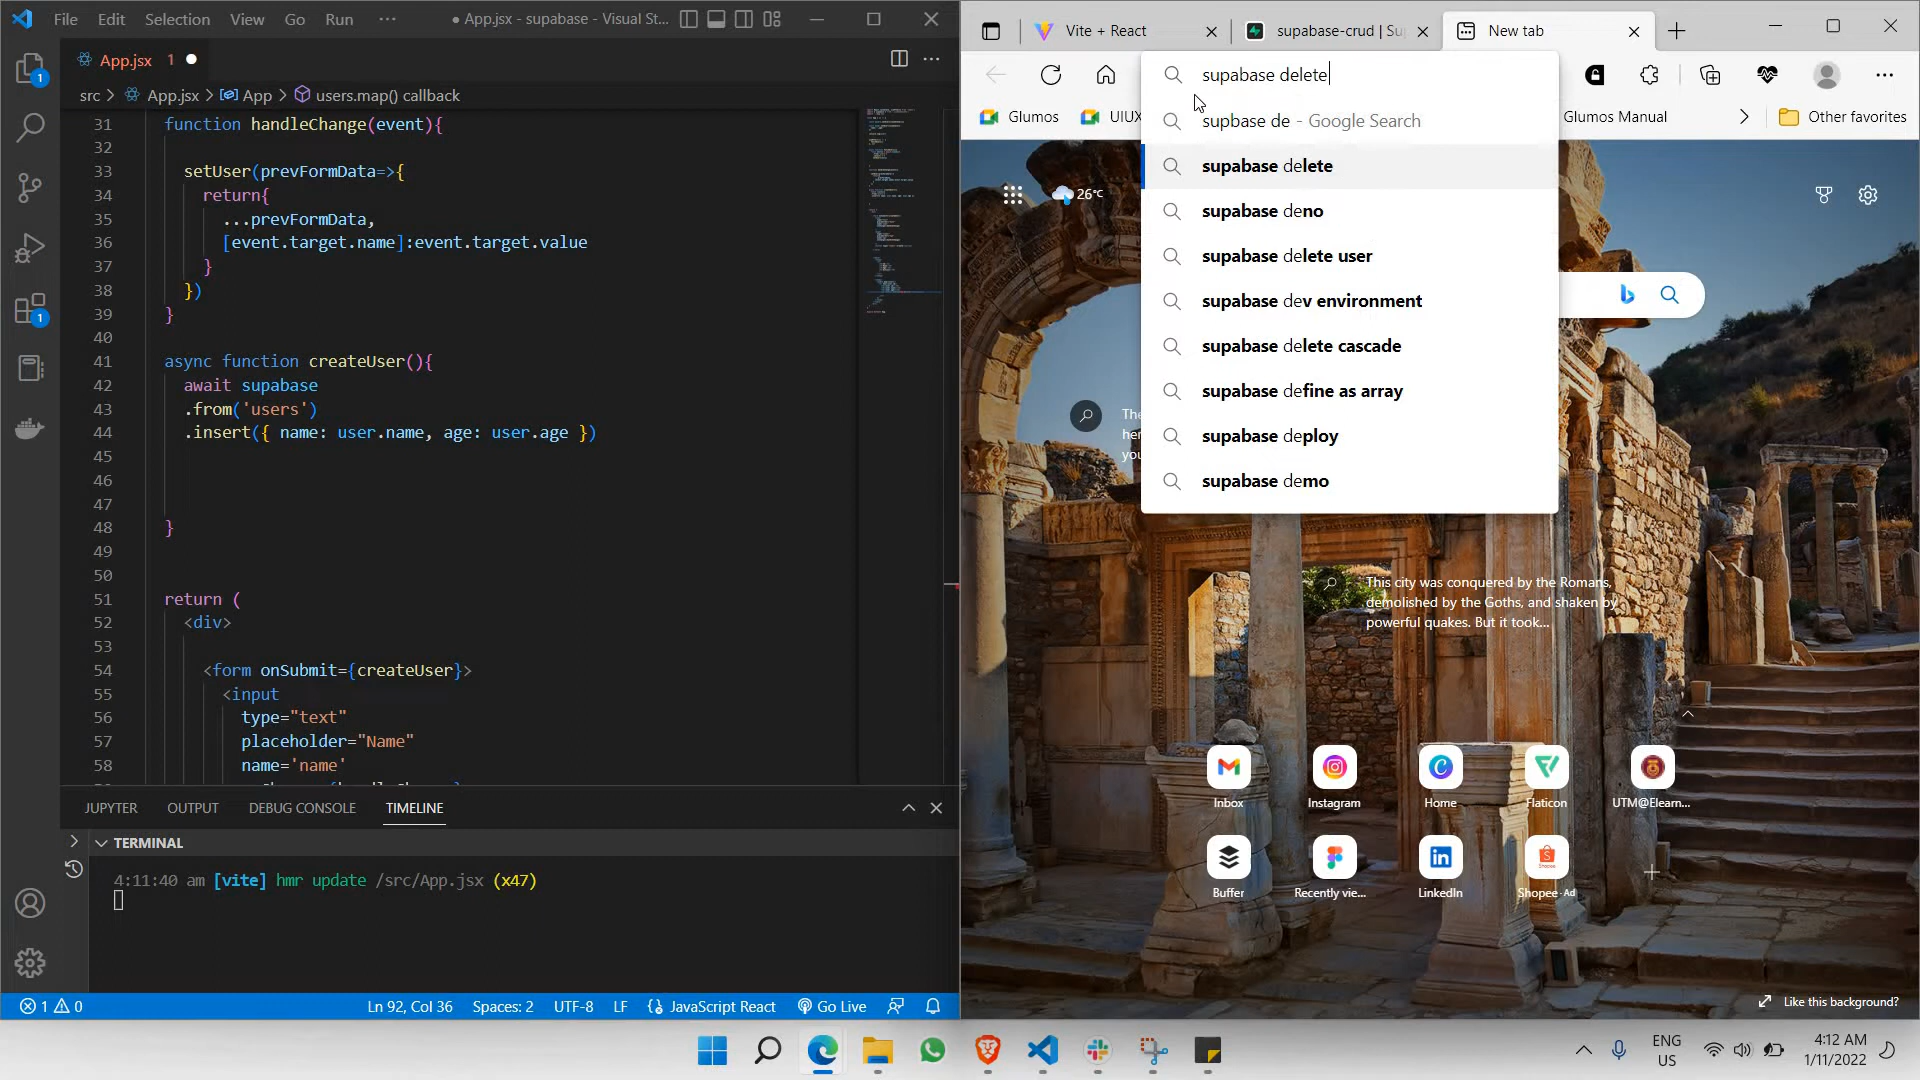 File Edit Selection View Go Run ··· ● App.jsx - supabase - Visual St...
App.jsx 1 ●
src > App.jsx > App > users.map() callback
31 function handleChange(event){
32
33 setUser(prevFormData=>{
34 return{
35 ...prevFormData,
36 [event.target.name]:event.target.value
37 }
38 })
39 }
40
41 async function createUser(){
42 await supabase
43 .from('users')
44 .insert({ name: user.name, age: user.age })
45
46
47
48 }
49
50
51 return (
52 <div>
53
54 <form onSubmit={createUser}>
55 <input
56 type="text"
57 placeholder="Name"
58 name='name'
JUPYTER OUTPUT DEBUG CONSOLE TIMELINE
TERMINAL
4:11:40 am [vite] hmr update /src/App.jsx (x47)
1 0 Ln 92, Col 36 Spaces: 2 UTF-8 LF JavaScript React Go Live
Vite + React supabase-crud | Su New tab
supabase delete
Glumos UIUX Glumos Manual Other favorites
supbase de - Google Search
supabase delete
supabase deno
supabase delete user
supabase dev environment
supabase delete cascade
supabase define as array
supabase deploy
supabase demo
26°C
This city was conquered by the Romans,
demolished by the Goths, and shaken by
powerful quakes. But it took...
Inbox Instagram Home Flaticon UTM@Elearn...
Buffer Recently vie... LinkedIn Shopee · Ad
Like this background?
ENG
US
4:12 AM
1/11/2022